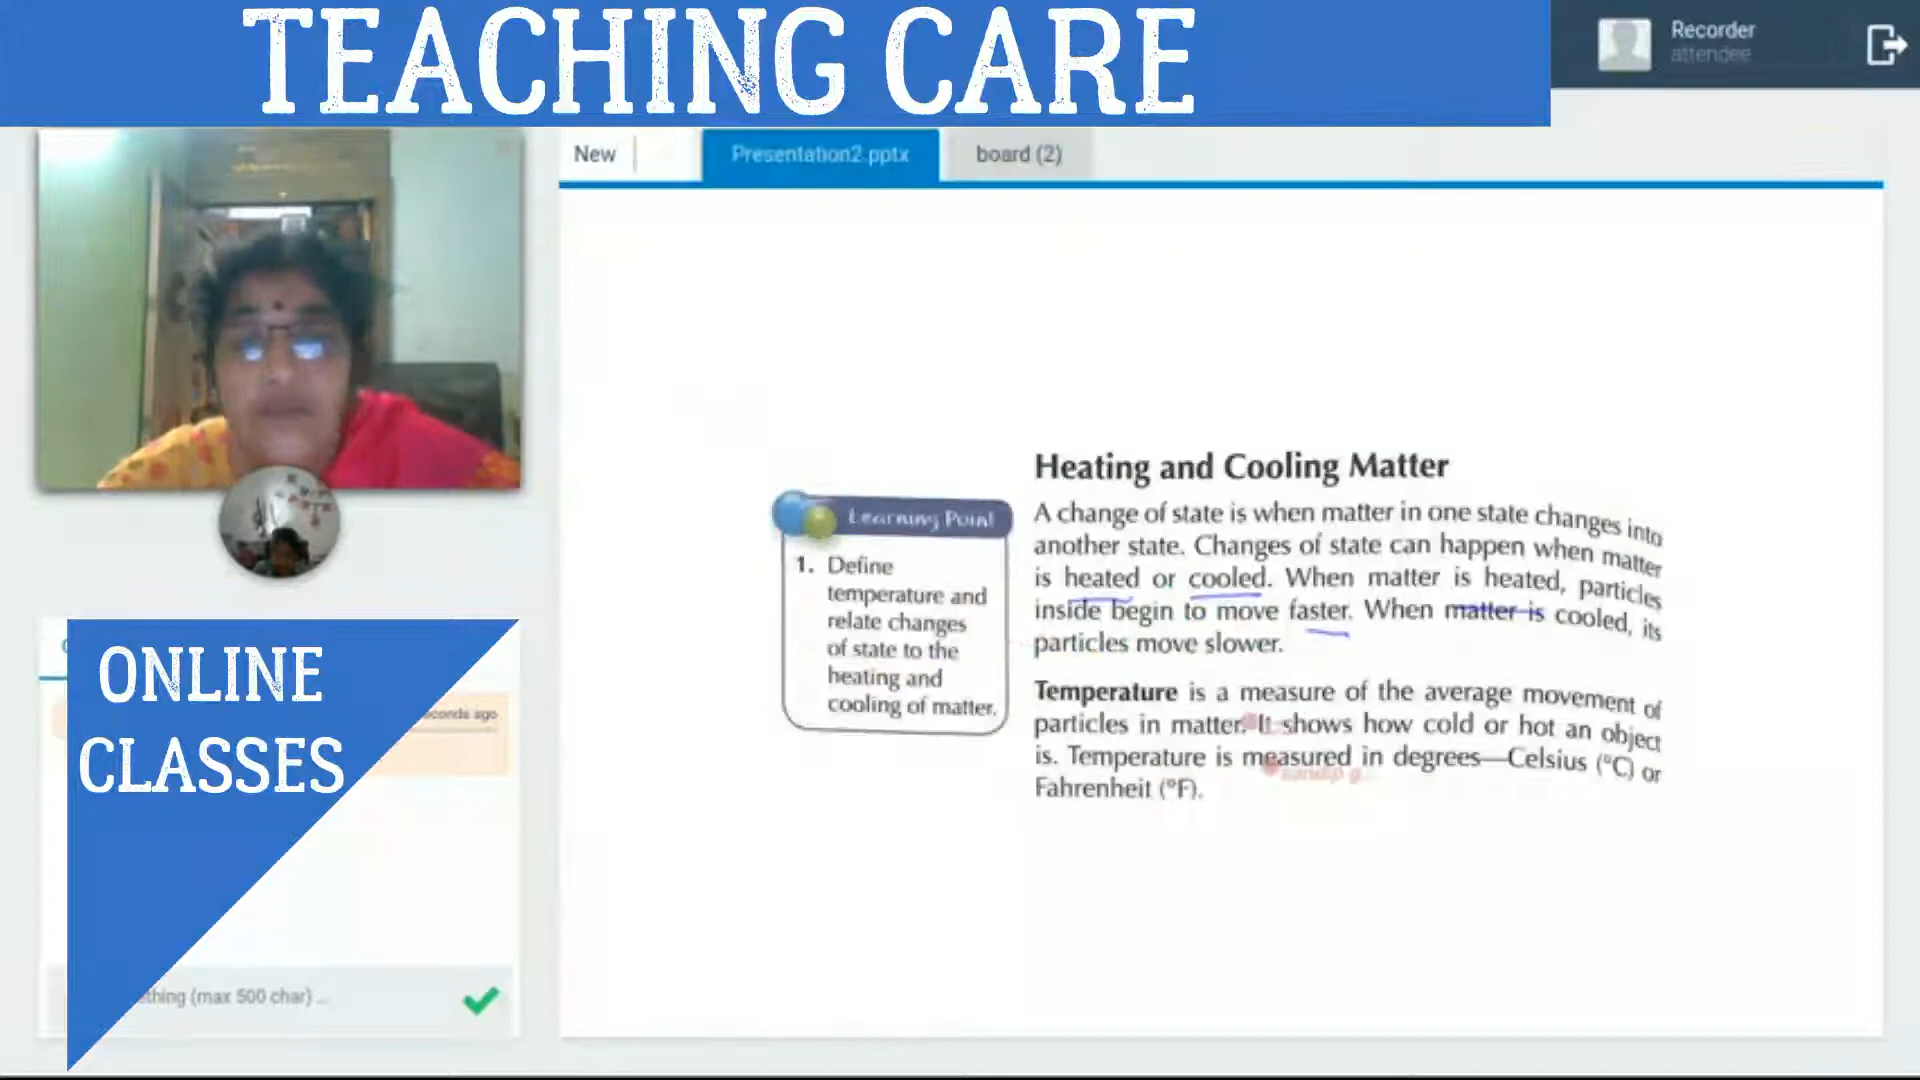 TEACHING CARE
Recorder
attendee
New
Presentation2.pptx
board (2)
Heating and Cooling Matter
A change of state is when matter in one state changes into
another state. Changes of state can happen when matter
is heated or cooled. When matter is heated, particles
inside begin to move faster. When matter is cooled, its
particles move slower.
Learning Point
1. Define
temperature and
relate changes
of state to the
heating and
cooling of matter.
Temperature is a measure of the average movement of
particles in matter. It shows how cold or hot an object
is. Temperature is measured in degrees—Celsius (°C) or
Fahrenheit (°F).
sandip g...
ONLINE
CLASSES
ago
(max 500 char) ...